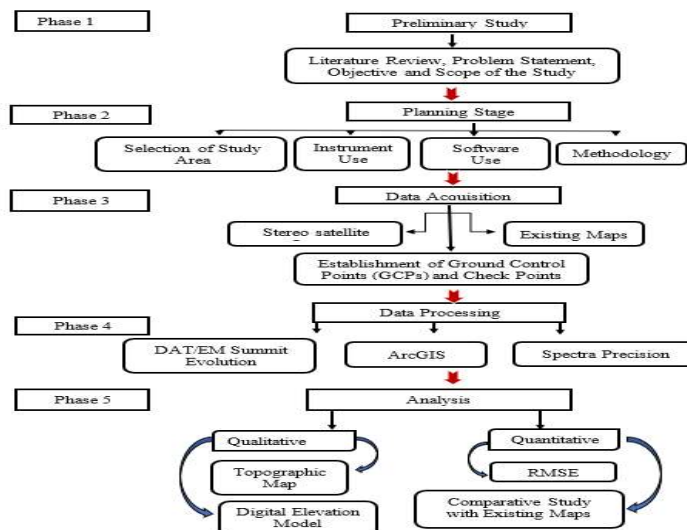 Phase 1
Preliminary Study
Literature Review, Problem Statement,
Objective and Scope of the Study
Phase 2
Planning Stage
Selection of Study
Area
Instrument
Use
Software
Use
Methodology
Phase 3
Data Acquisition
Stereo satellite
Existing Maps
Establishment of Ground Control
Points (GCPs) and Check Points
Phase 4
Data Processing
DAT/EM Summit
Evolution
ArcGIS
Spectra Precision
Phase 5
Analysis
Qualitative
Quantitative
Topographic
Map
RMSE
Digital Elevation
Model
Comparative Study
with Existing Maps